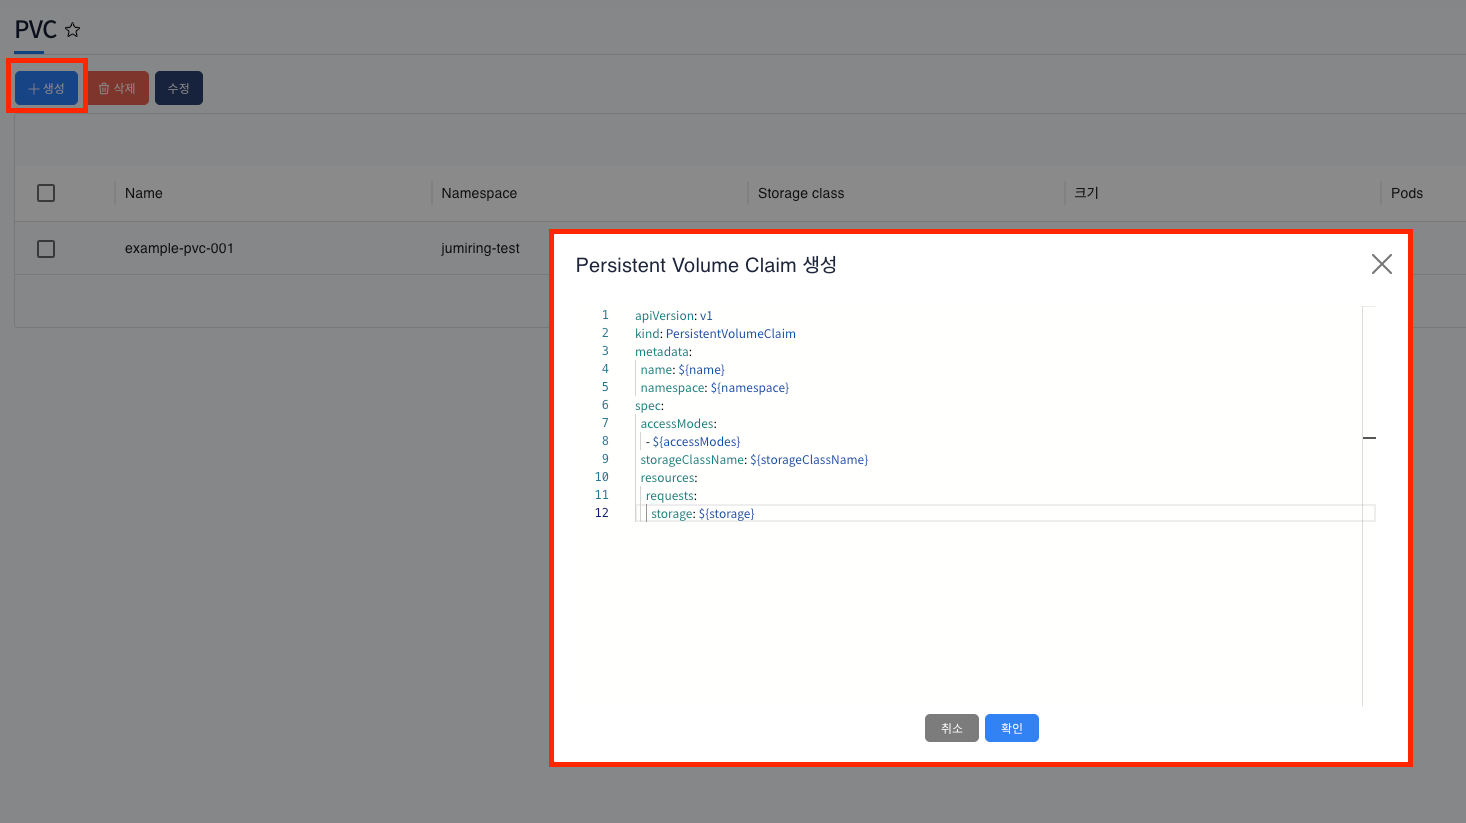 PVC
생성 삭제 수정
Name Namespace Storage class 크기 Pods
example-pvc-001 jumiring-test
Persistent Volume Claim 생성
1 apiVersion: v1
2 kind: PersistentVolumeClaim
3 metadata:
4 name: ${name}
5 namespace: ${namespace}
6 spec:
7 accessModes:
8 - ${accessModes}
9 storageClassName: ${storageClassName}
10 resources:
11 requests:
12 storage: ${storage}
취소 확인